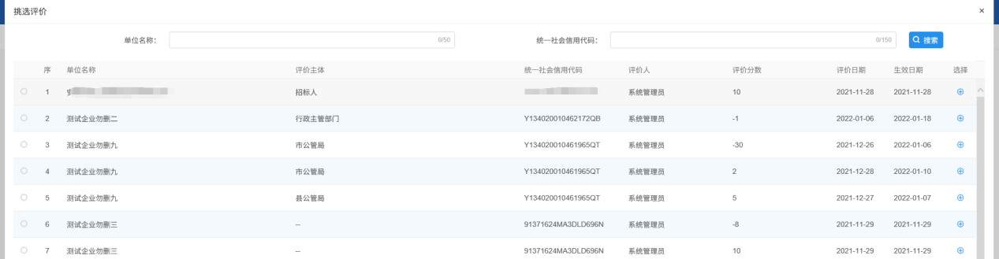 挑选评价 ×
单位名称： 0/50 统一社会信用代码： 0/150 搜索
序 单位名称 评价主体 统一社会信用代码 评价人 评价分数 评价日期 生效日期 选择
1 招标人 系统管理员 10 2021-11-28 2021-11-28
2 测试企业勿删二 行政主管部门 Y134020010462172QB 系统管理员 -1 2022-01-06 2022-01-18
3 测试企业勿删九 市公管局 Y134020010461965QT 系统管理员 -30 2021-12-26 2022-01-06
4 测试企业勿删九 市公管局 Y134020010461965QT 系统管理员 2 2021-12-28 2022-01-10
5 测试企业勿删九 县公管局 Y134020010461965QT 系统管理员 5 2021-12-27 2022-01-07
6 测试企业勿删三 -- 91371624MA3DLD696N 系统管理员 -8 2021-11-29 2021-11-29
7 测试企业勿删三 -- 91371624MA3DLD696N 系统管理员 10 2021-11-29 2021-11-29